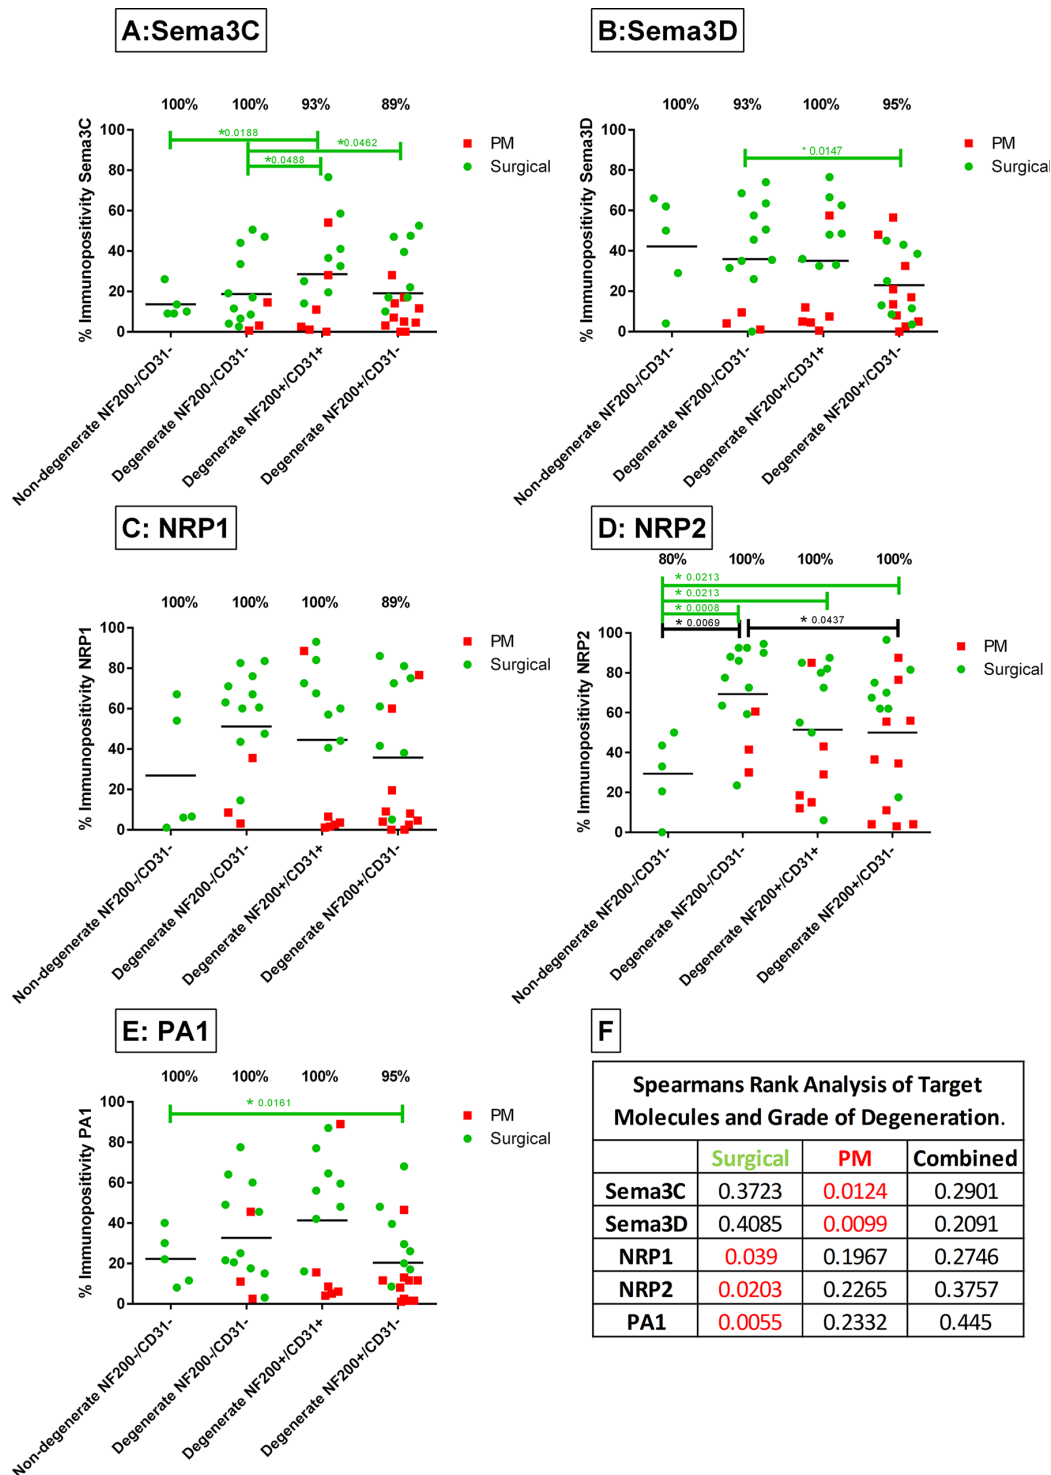 A:Sema3C
100% 100% 93% 89%
% Immunopositivity Sema3C
100
80
60
40
20
0
*0.0188
*0.0462
*0.0488
PM
Surgical
Non-degenerate NF200-/CD31-
Degenerate NF200-/CD31-
Degenerate NF200+/CD31+
Degenerate NF200+/CD31-
B:Sema3D
100% 93% 100% 95%
% Immunopositivity Sema3D
100
80
60
40
20
0
* 0.0147
PM
Surgical
Non-degenerate NF200-/CD31-
Degenerate NF200-/CD31-
Degenerate NF200+/CD31+
Degenerate NF200+/CD31-
C: NRP1
100% 100% 100% 89%
% Immunopositivity NRP1
100
80
60
40
20
0
PM
Surgical
Non-degenerate NF200-/CD31-
Degenerate NF200-/CD31-
Degenerate NF200+/CD31+
Degenerate NF200+/CD31-
D: NRP2
80% 100% 100% 100%
* 0.0213
* 0.0213
* 0.0008
* 0.0069
* 0.0437
% Immunopositivity NRP2
100
80
60
40
20
0
PM
Surgical
Non-degenerate NF200-/CD31-
Degenerate NF200-/CD31-
Degenerate NF200+/CD31+
Degenerate NF200+/CD31-
E: PA1
100% 100% 100% 95%
% Immunopositivity PA1
100
80
60
40
20
0
* 0.0161
PM
Surgical
Non-degenerate NF200-/CD31-
Degenerate NF200-/CD31-
Degenerate NF200+/CD31+
Degenerate NF200+/CD31-
F
Spearmans Rank Analysis of Target
Molecules and Grade of Degeneration.
Surgical PM Combined
Sema3C 0.3723 0.0124 0.2901
Sema3D 0.4085 0.0099 0.2091
NRP1 0.039 0.1967 0.2746
NRP2 0.0203 0.2265 0.3757
PA1 0.0055 0.2332 0.445